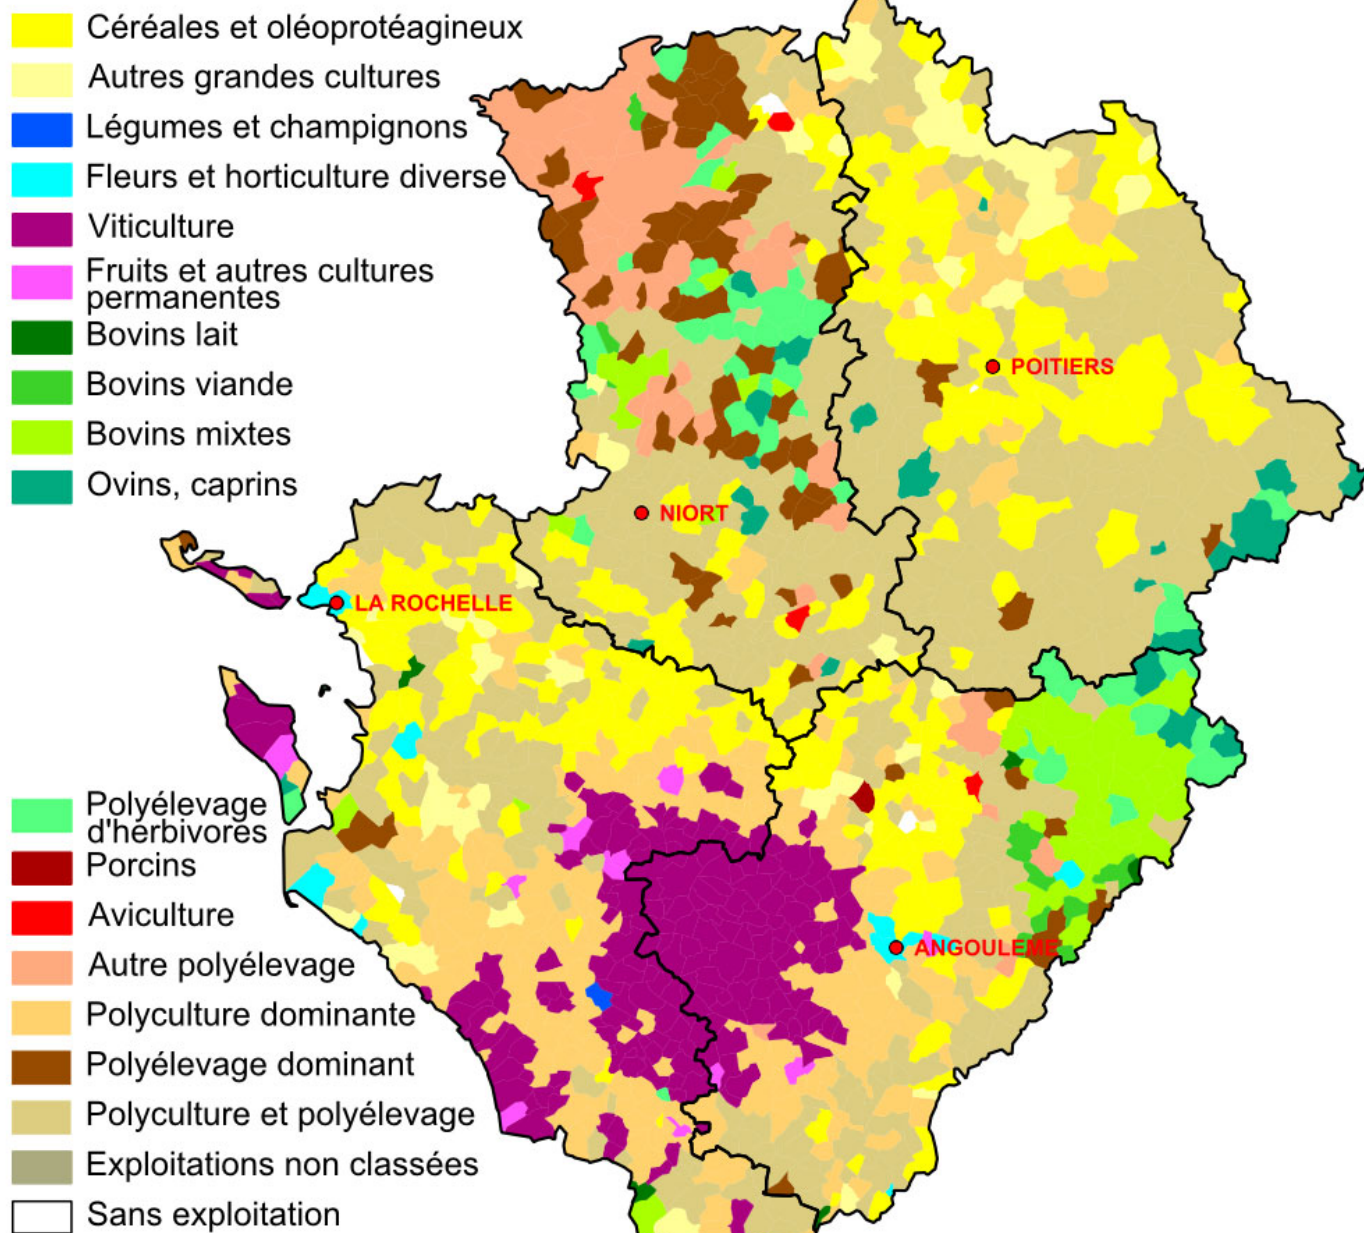 Céréales et oléoprotéagineux
Autres grandes cultures
Légumes et champignons
Fleurs et horticulture diverse
Viticulture
Fruits et autres cultures
permanentes
Bovins lait
Bovins viande
Bovins mixtes
Ovins, caprins
POITIERS
NIORT
LA ROCHELLE
Polyélevage
d'herbivores
Porcins
Aviculture
ANGOULEME
Autre polyélevage
Polyculture dominante
Polyélevage dominant
Polyculture et polyélevage
Exploitations non classées
Sans exploitation